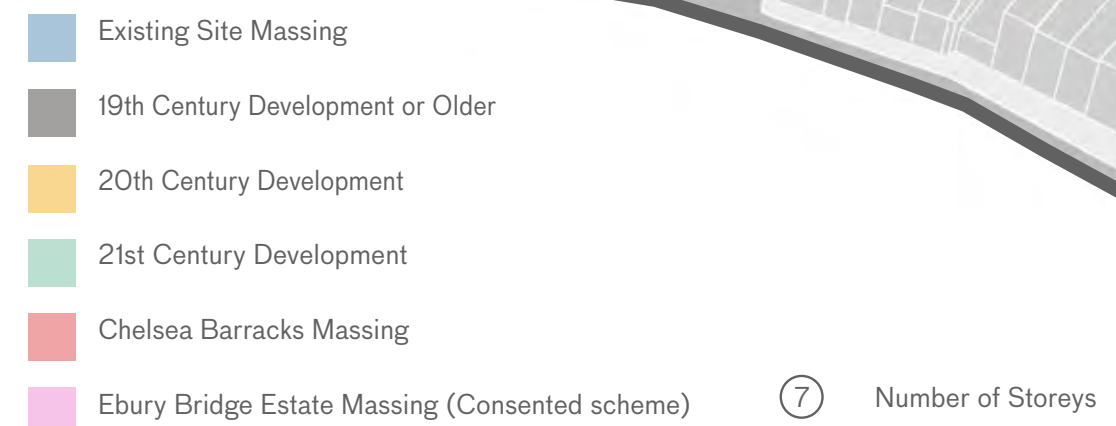 Existing Site Massing
19th Century Development or Older
20th Century Development
21st Century Development
Chelsea Barracks Massing
Ebury Bridge Estate Massing (Consented scheme)
7 Number of Storeys